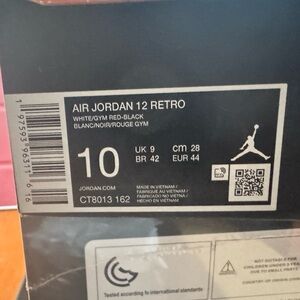 AIR JORDAN 12 RETRO
WHITE/GYM RED-BLACK
BLANC/NOIR/ROUGE GYM
10
UK 9
cm 28
BR 42
EUR 44
JORDAN.COM
MADE IN VIETNAM /
FABRIQUÉ AU VIETNAM /
FABRICADO NO VIETNÃ /
HECHO EN VIETNAM
CT8013 162
Tested according to international standards